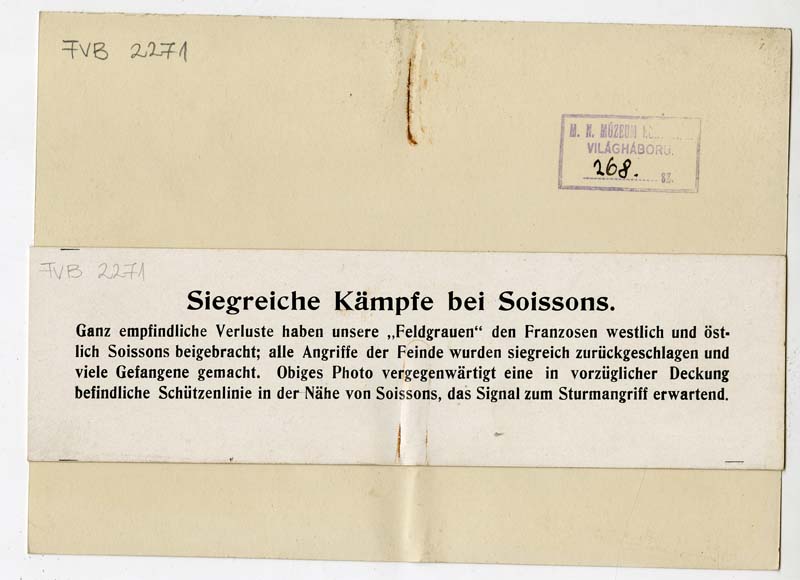 FVB 2271
M. N. MÚZEUM
VILÁGHÁBORÚ.
268. sz.
FVB 2271
Siegreiche Kämpfe bei Soissons.
Ganz empfindliche Verluste haben unsere „Feldgrauen“ den Franzosen westlich und öst-
lich Soissons beigebracht; alle Angriffe der Feinde wurden siegreich zurückgeschlagen und
viele Gefangene gemacht. Obiges Photo vergegenwärtigt eine in vorzüglicher Deckung
befindliche Schützenlinie in der Nähe von Soissons, das Signal zum Sturmangriff erwartend.